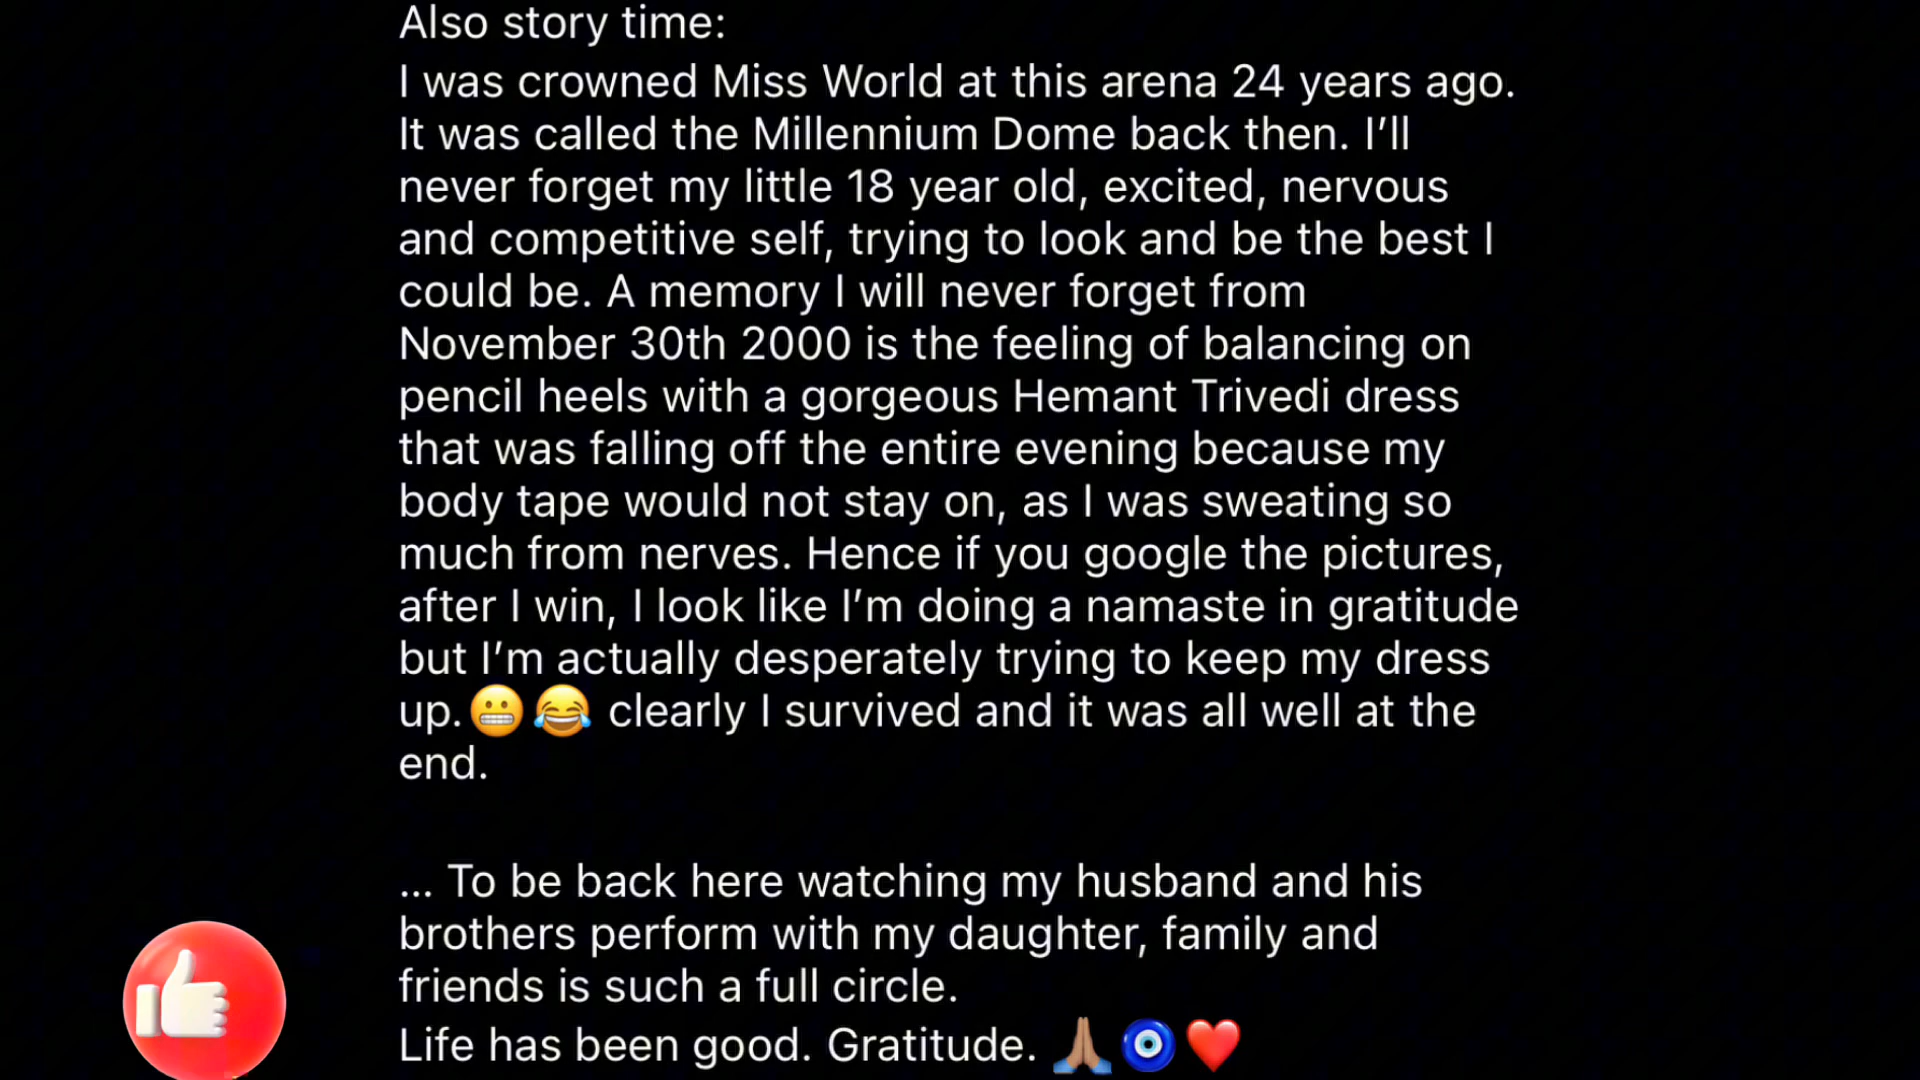 Also story time:
I was crowned Miss World at this arena 24 years ago.
It was called the Millennium Dome back then. I’ll
never forget my little 18 year old, excited, nervous
and competitive self, trying to look and be the best I
could be. A memory I will never forget from
November 30th 2000 is the feeling of balancing on
pencil heels with a gorgeous Hemant Trivedi dress
that was falling off the entire evening because my
body tape would not stay on, as I was sweating so
much from nerves. Hence if you google the pictures,
after I win, I look like I’m doing a namaste in gratitude
but I’m actually desperately trying to keep my dress
up.😬😂 clearly I survived and it was all well at the
end.
... To be back here watching my husband and his
brothers perform with my daughter, family and
friends is such a full circle.
Life has been good. Gratitude. 🙏🏽🧿❤️